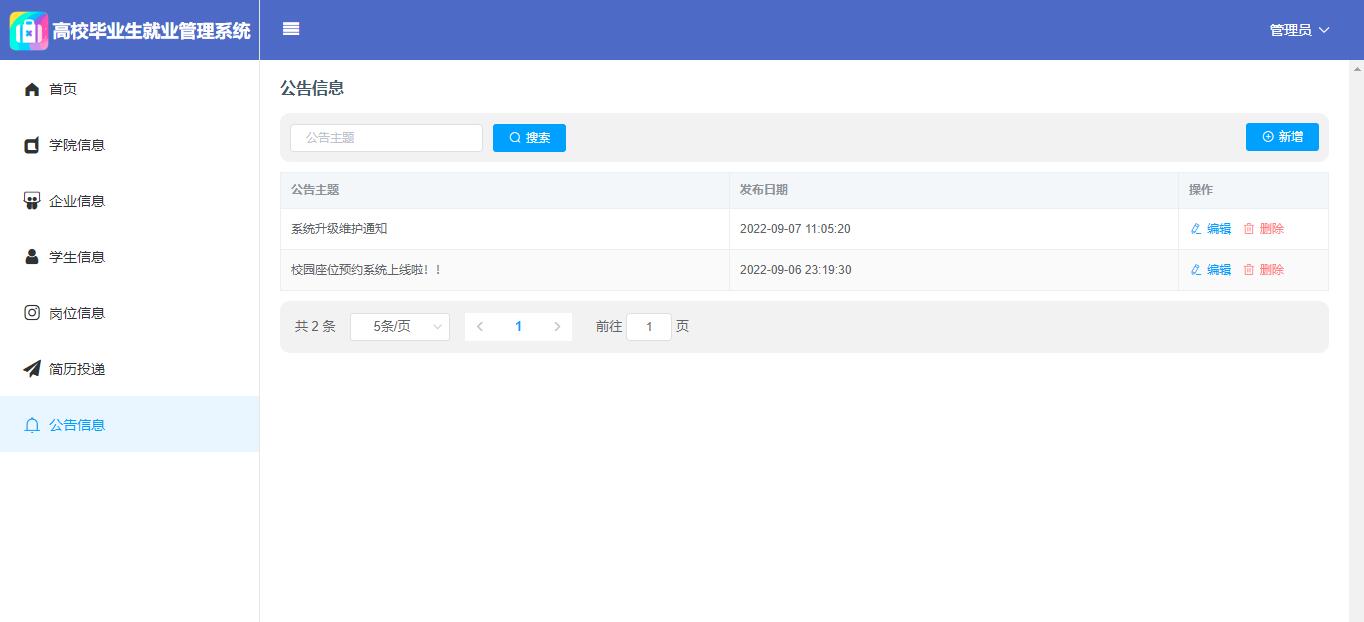 高校毕业生就业管理系统
管理员
首页
学院信息
企业信息
学生信息
岗位信息
简历投递
公告信息
公告信息
公告主题 搜索 新增
公告主题 发布日期 操作
系统升级维护通知 2022-09-07 11:05:20 编辑 删除
校园座位预约系统上线啦！！ 2022-09-06 23:19:30 编辑 删除
共 2 条 5条/页 1 前往 1 页